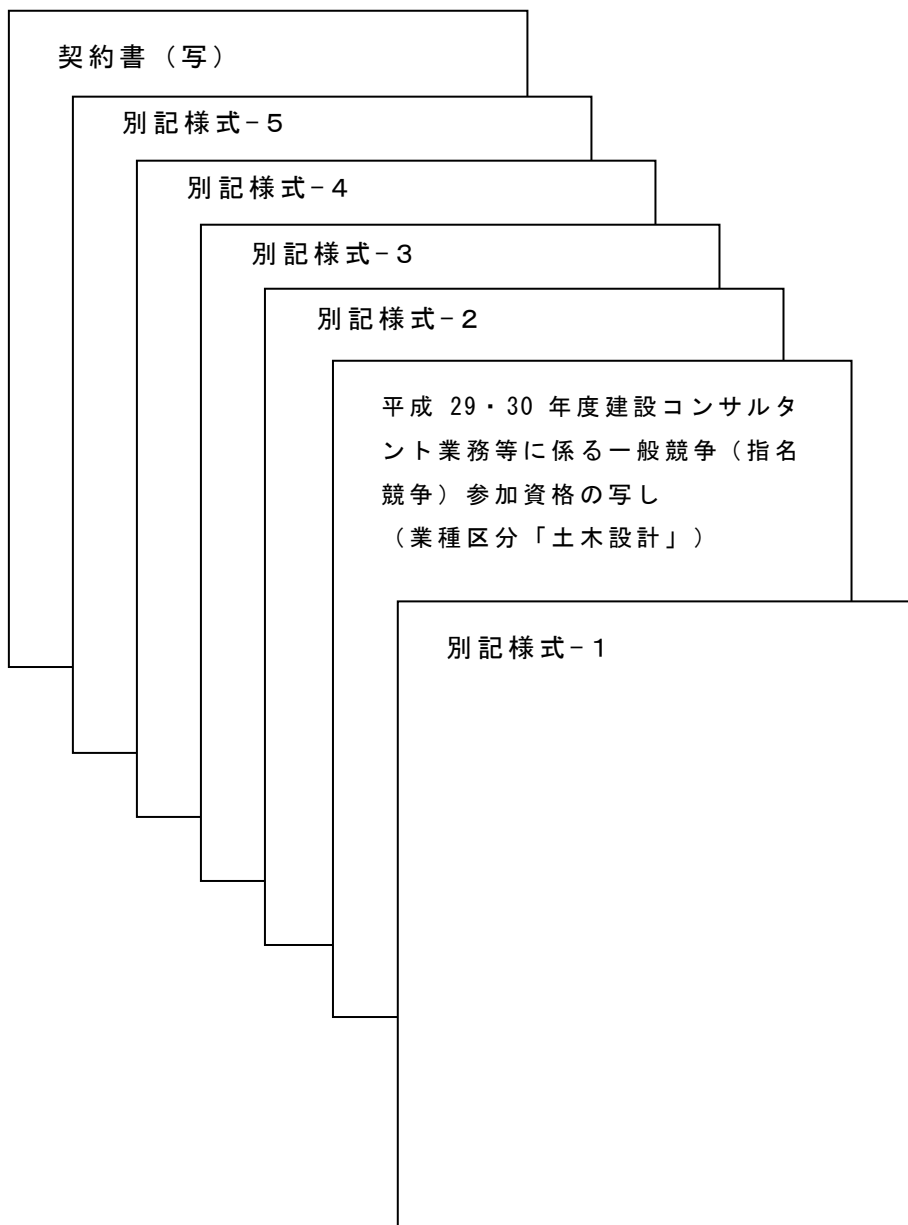 契約書（写）
別記様式−５
別記様式−４
別記様式−３
別記様式−２
平成 29・30 年度建設コンサルタ
ント業務等に係る一般競争（指名
競争）参加資格の写し
（業種区分「土木設計」）
別記様式−１